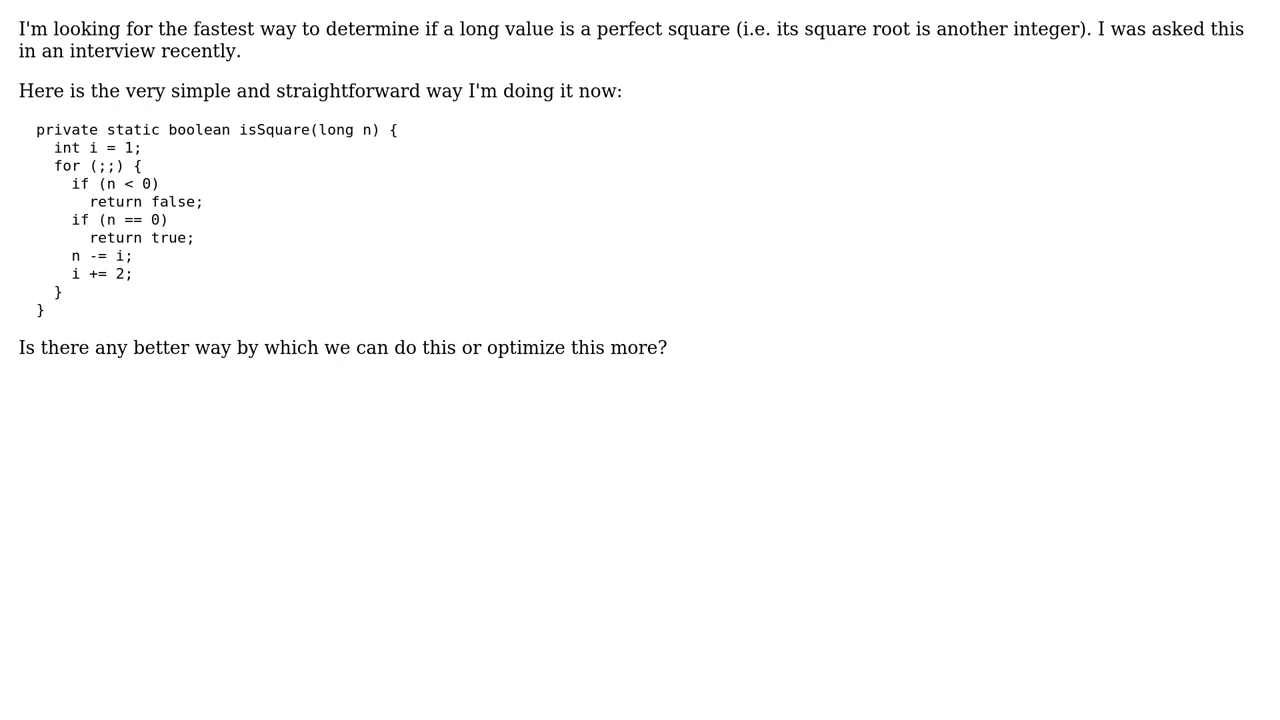 I'm looking for the fastest way to determine if a long value is a perfect square (i.e. its square root is another integer). I was asked this
in an interview recently.
Here is the very simple and straightforward way I'm doing it now:
private static boolean isSquare(long n) {
int i = 1;
for (;;) {
if (n < 0)
return false;
if (n == 0)
return true;
n -= i;
i += 2;
}
}
Is there any better way by which we can do this or optimize this more?